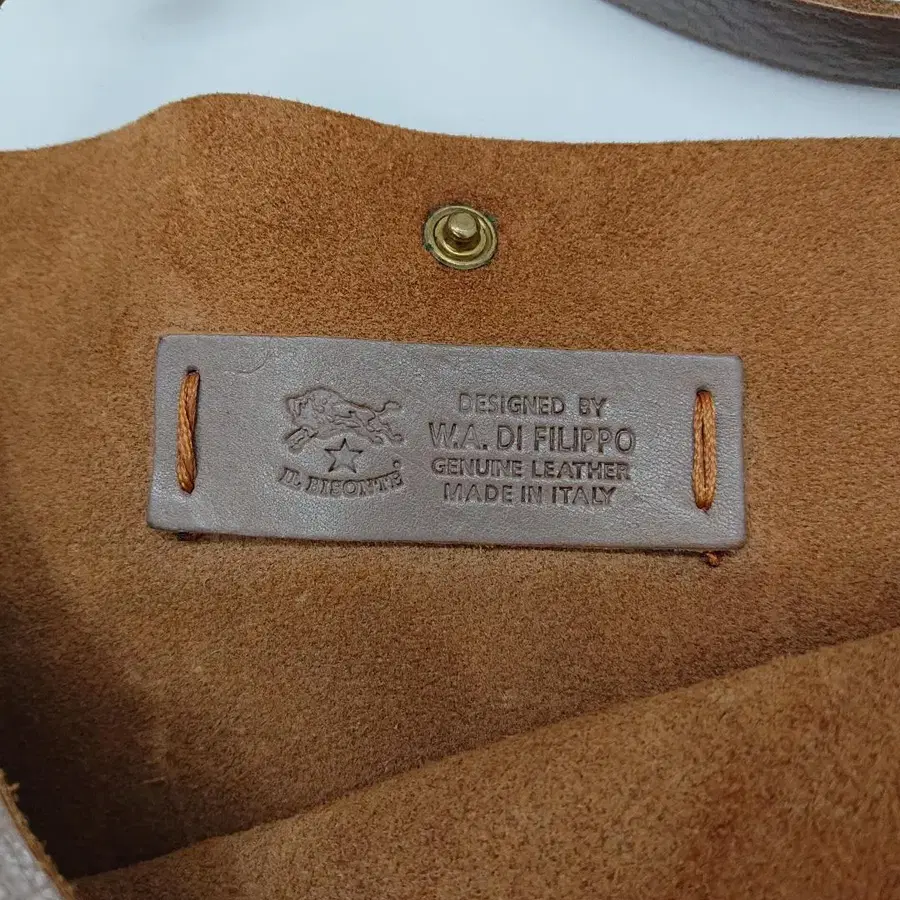 IL BISONTE
DESIGNED BY
W.A. DI FILIPPO
GENUINE LEATHER
MADE IN ITALY